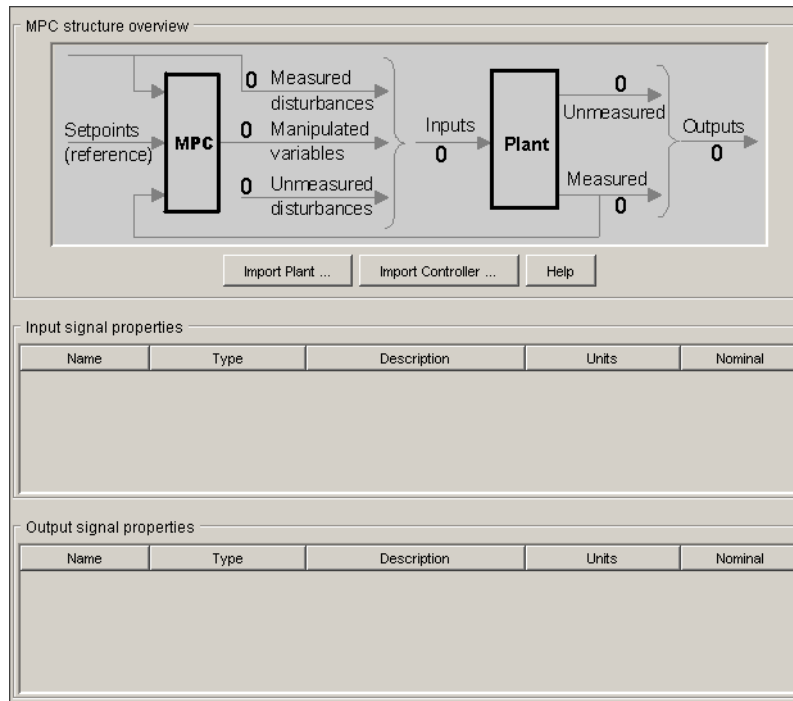 MPC structure overview
0 Measured
disturbances
0
Unmeasured
Setpoints
(reference)
MPC
0 Manipulated
variables
Inputs
0
Plant
Outputs
0
0 Unmeasured
disturbances
Measured
0
Import Plant ...
Import Controller ...
Help
Input signal properties
Name Type Description Units Nominal
Output signal properties
Name Type Description Units Nominal